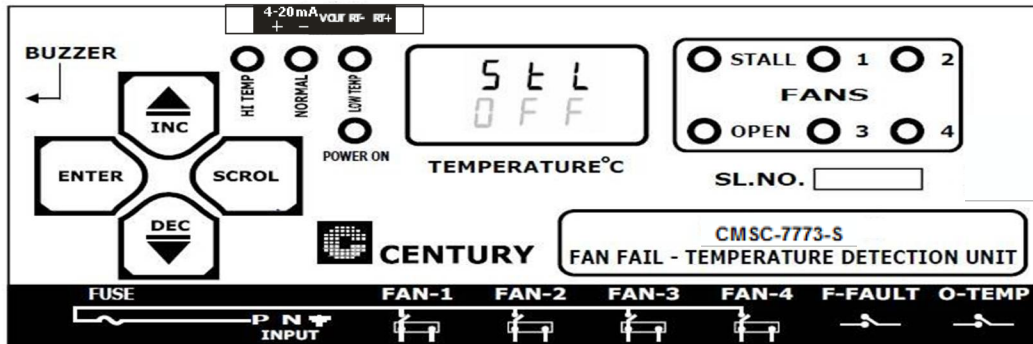 4-20mA VOUT RT- RT+
+ -
BUZZER
HI TEMP
NORMAL
LOW TEMP
POWER ON
INC
ENTER
SCROL
DEC
StL
OFF
TEMPERATURE°C
STALL 1 2
FANS
OPEN 3 4
SL.NO.
CENTURY
CMSC-7773-S
FAN FAIL - TEMPERATURE DETECTION UNIT
FUSE
P N
INPUT
FAN-1 FAN-2 FAN-3 FAN-4 F-FAULT O-TEMP